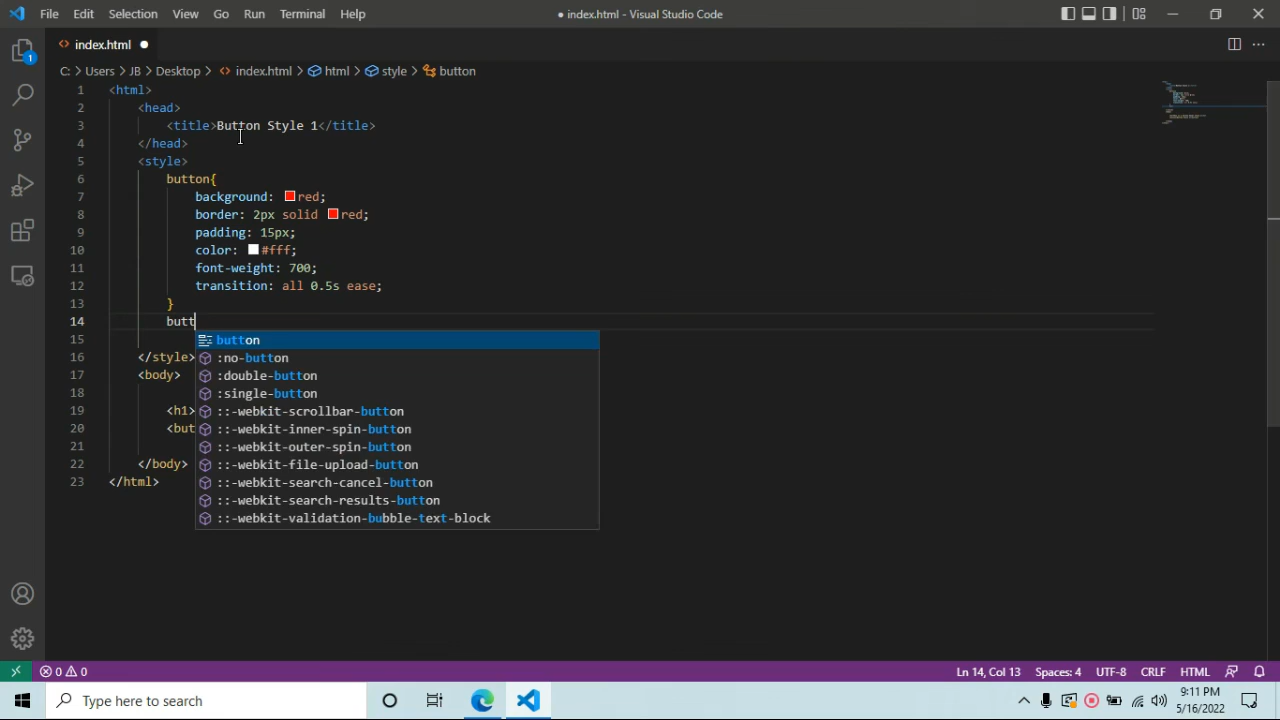 File Edit Selection View Go Run Terminal Help ● index.html - Visual Studio Code
1
<> index.html ●
C: > Users > JB > Desktop > <> index.html > html > style > button
1 <html>
2 <head>
3 <title>Button Style 1</title>
4 </head>
5 <style>
6 button{
7 background: red;
8 border: 2px solid red;
9 padding: 15px;
10 color: #fff;
11 font-weight: 700;
12 transition: all 0.5s ease;
13 }
14 butt
15 button
16 </style> :no-button
17 <body> :double-button
18 :single-button
19 <h1> ::-webkit-scrollbar-button
20 <but ::-webkit-inner-spin-button
21 ::-webkit-outer-spin-button
22 </body> ::-webkit-file-upload-button
23 </html> ::-webkit-search-cancel-button
::-webkit-search-results-button
::-webkit-validation-bubble-text-block
0 0 Ln 14, Col 13 Spaces: 4 UTF-8 CRLF HTML
Type here to search
9:11 PM
5/16/2022